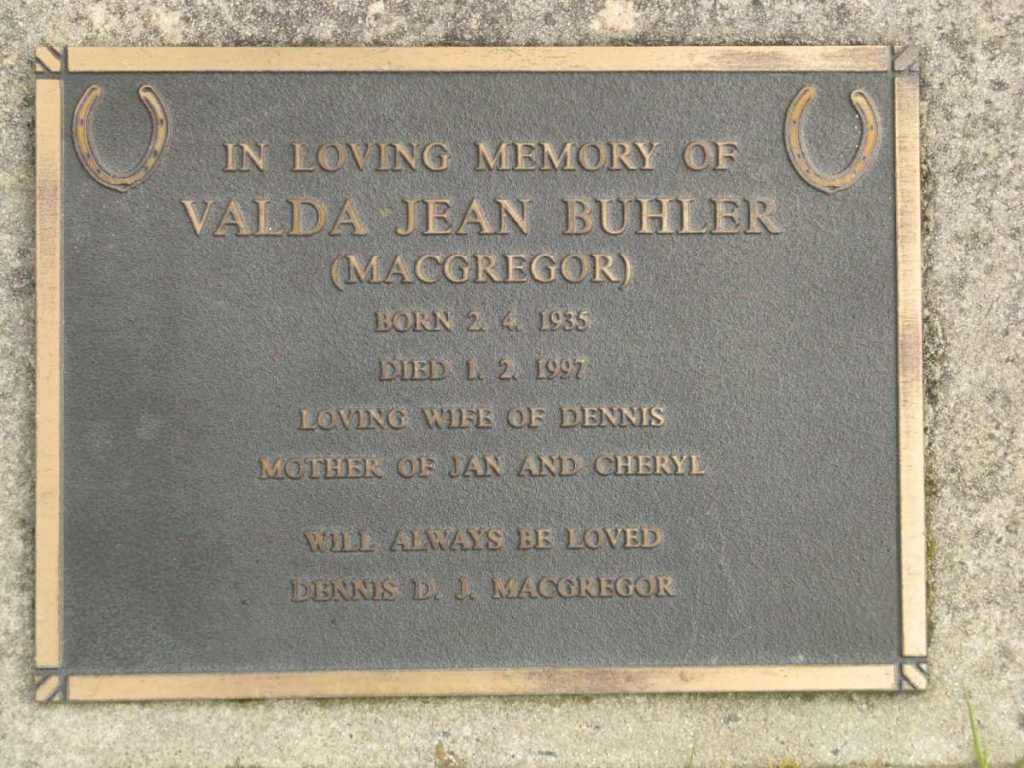 IN LOVING MEMORY OF
VALDA JEAN BUHLER
(MACGREGOR)
BORN 2. 4. 1935
DIED 1. 2. 1997
LOVING WIFE OF DENNIS
MOTHER OF JAN AND CHERYL
WILL ALWAYS BE LOVED
DENNIS D. J. MACGREGOR